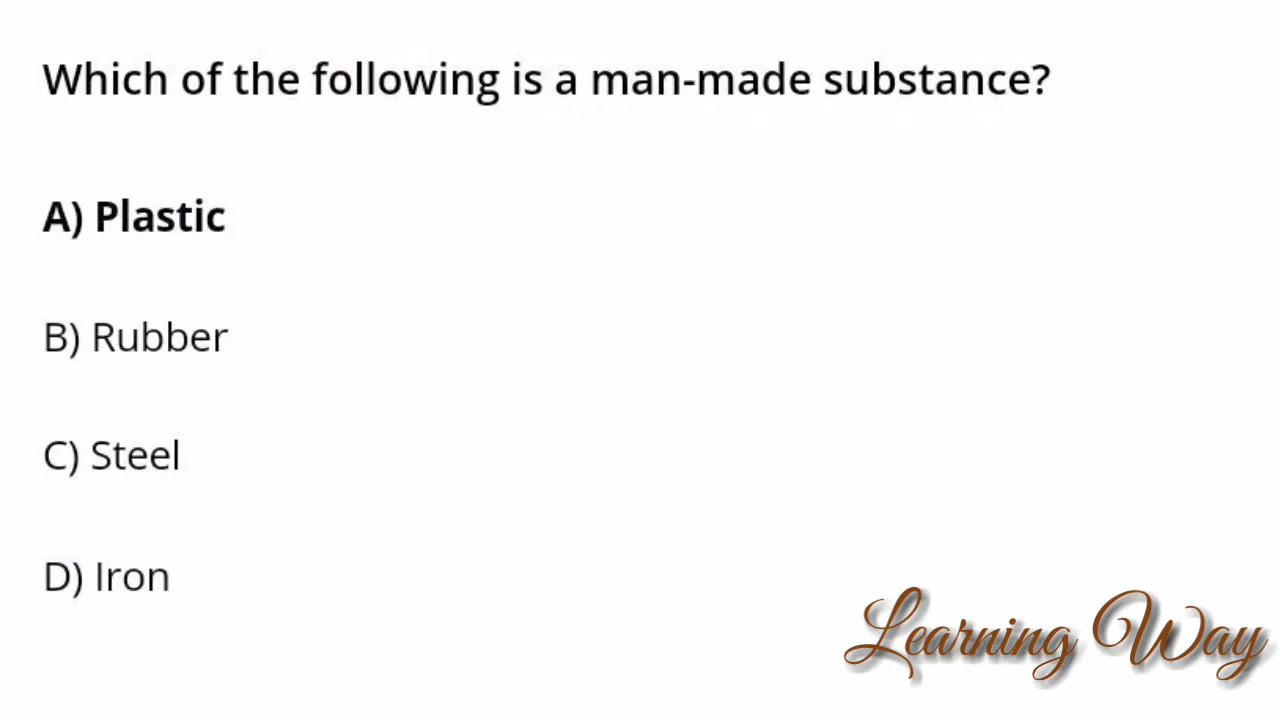 Which of the following is a man-made substance?
A) Plastic
B) Rubber
C) Steel
D) Iron
Learning Way